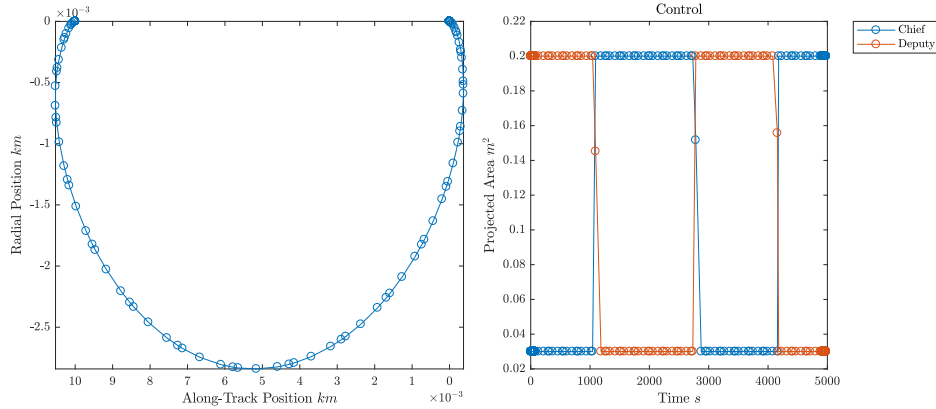 ×10⁻³
0
-0.5
-1
-1.5
-2
-2.5
Radial Position km
10 9 8 7 6 5 4 3 2 1 0
Along-Track Position km
×10⁻³
Control
0.22
0.2
0.18
0.16
0.14
0.12
0.1
0.08
0.06
0.04
0.02
Projected Area m²
0 1000 2000 3000 4000 5000
Time s
Chief
Deputy